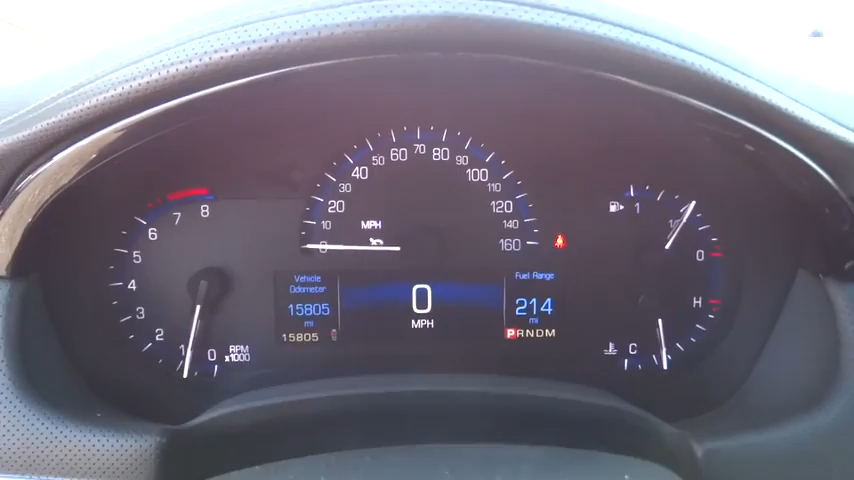 8
7
6
5
4
3
2
1
0
RPM
x1000
0
10
20
30
40
50
60
70
80
90
100
110
120
140
160
MPH
Vehicle
Odometer
15805
mi
15805
0
MPH
Fuel Range
214
mi
PRNDM
1
1/2
0
H
C